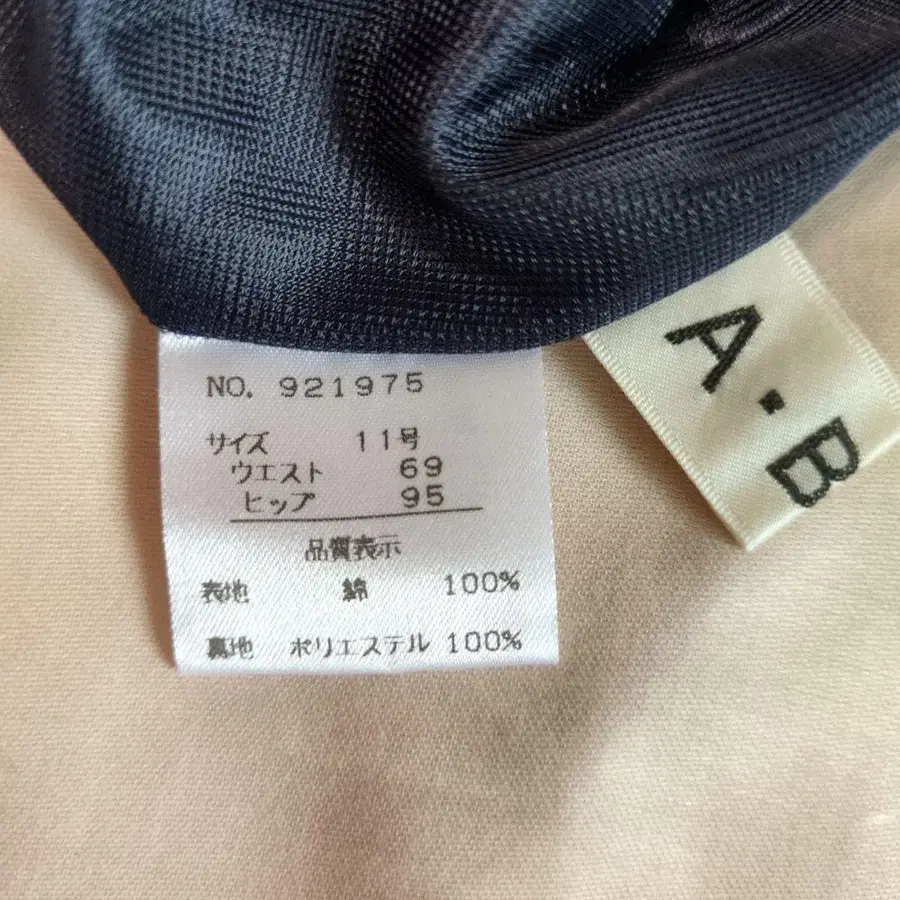 NO. 921975
サイズ 11号
ウエスト 69
ヒップ 95
品質表示
表地 綿 100%
裏地 ポリエステル 100%
A・B